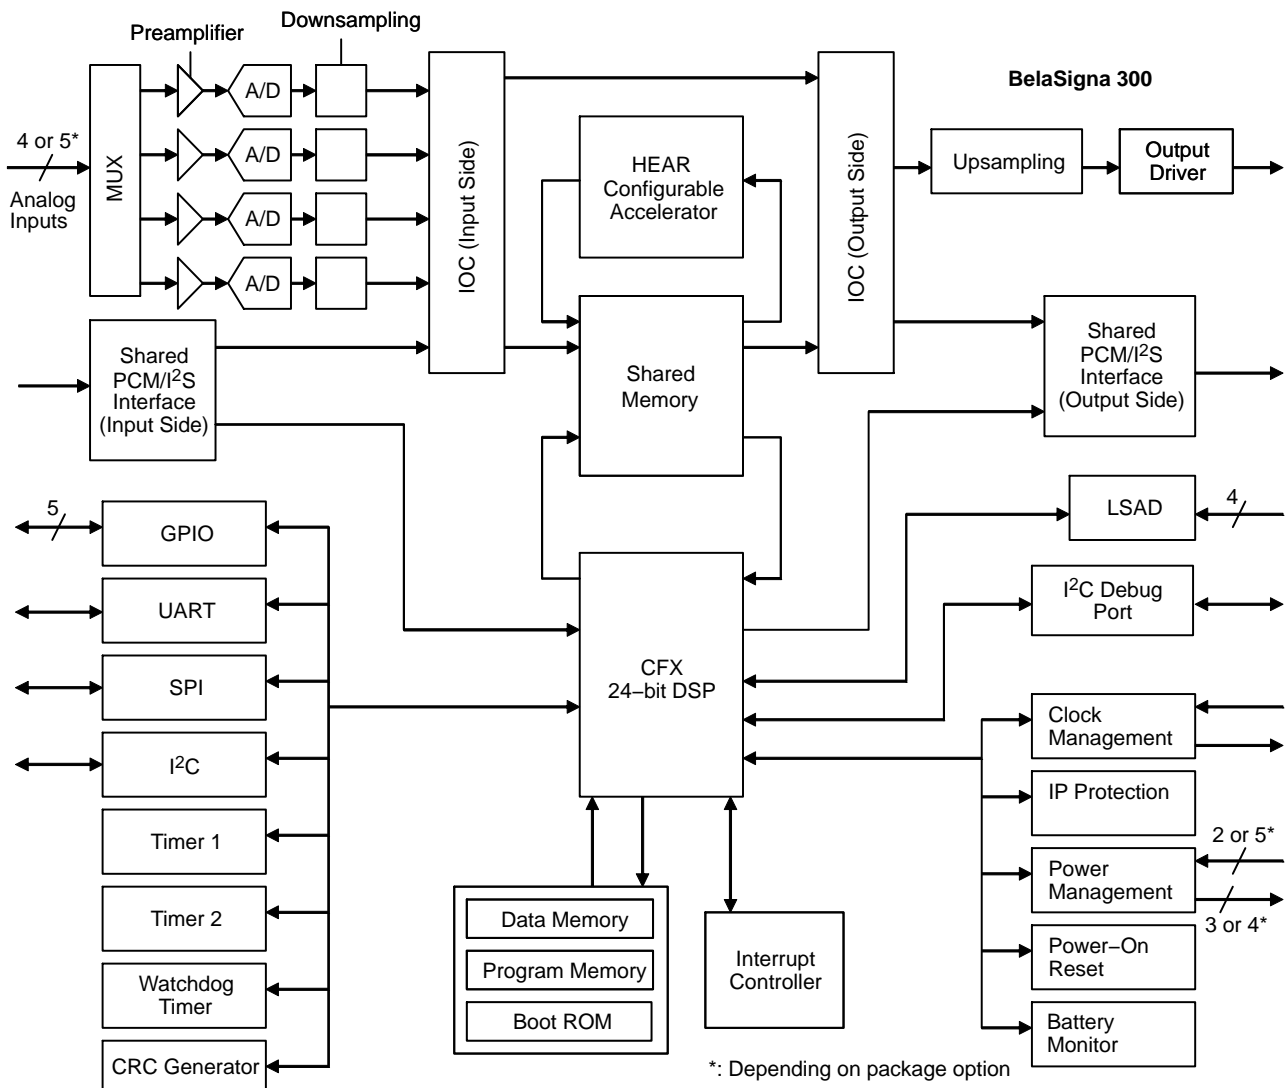 Preamplifier
Downsampling
BelaSigna 300
A/D
A/D
A/D
A/D
MUX
4 or 5*
Analog
Inputs
IOC (Input Side)
HEAR
Configurable
Accelerator
IOC (Output Side)
Upsampling
Output
Driver
Shared
PCM/I2S
Interface
(Input Side)
Shared
Memory
Shared
PCM/I2S
Interface
(Output Side)
5
GPIO
UART
SPI
I2C
Timer 1
Timer 2
Watchdog
Timer
CRC Generator
CFX
24–bit DSP
LSAD
4
I2C Debug
Port
Clock
Management
IP Protection
Power
Management
2 or 5*
3 or 4*
Power–On
Reset
Battery
Monitor
Data Memory
Program Memory
Boot ROM
Interrupt
Controller
*: Depending on package option